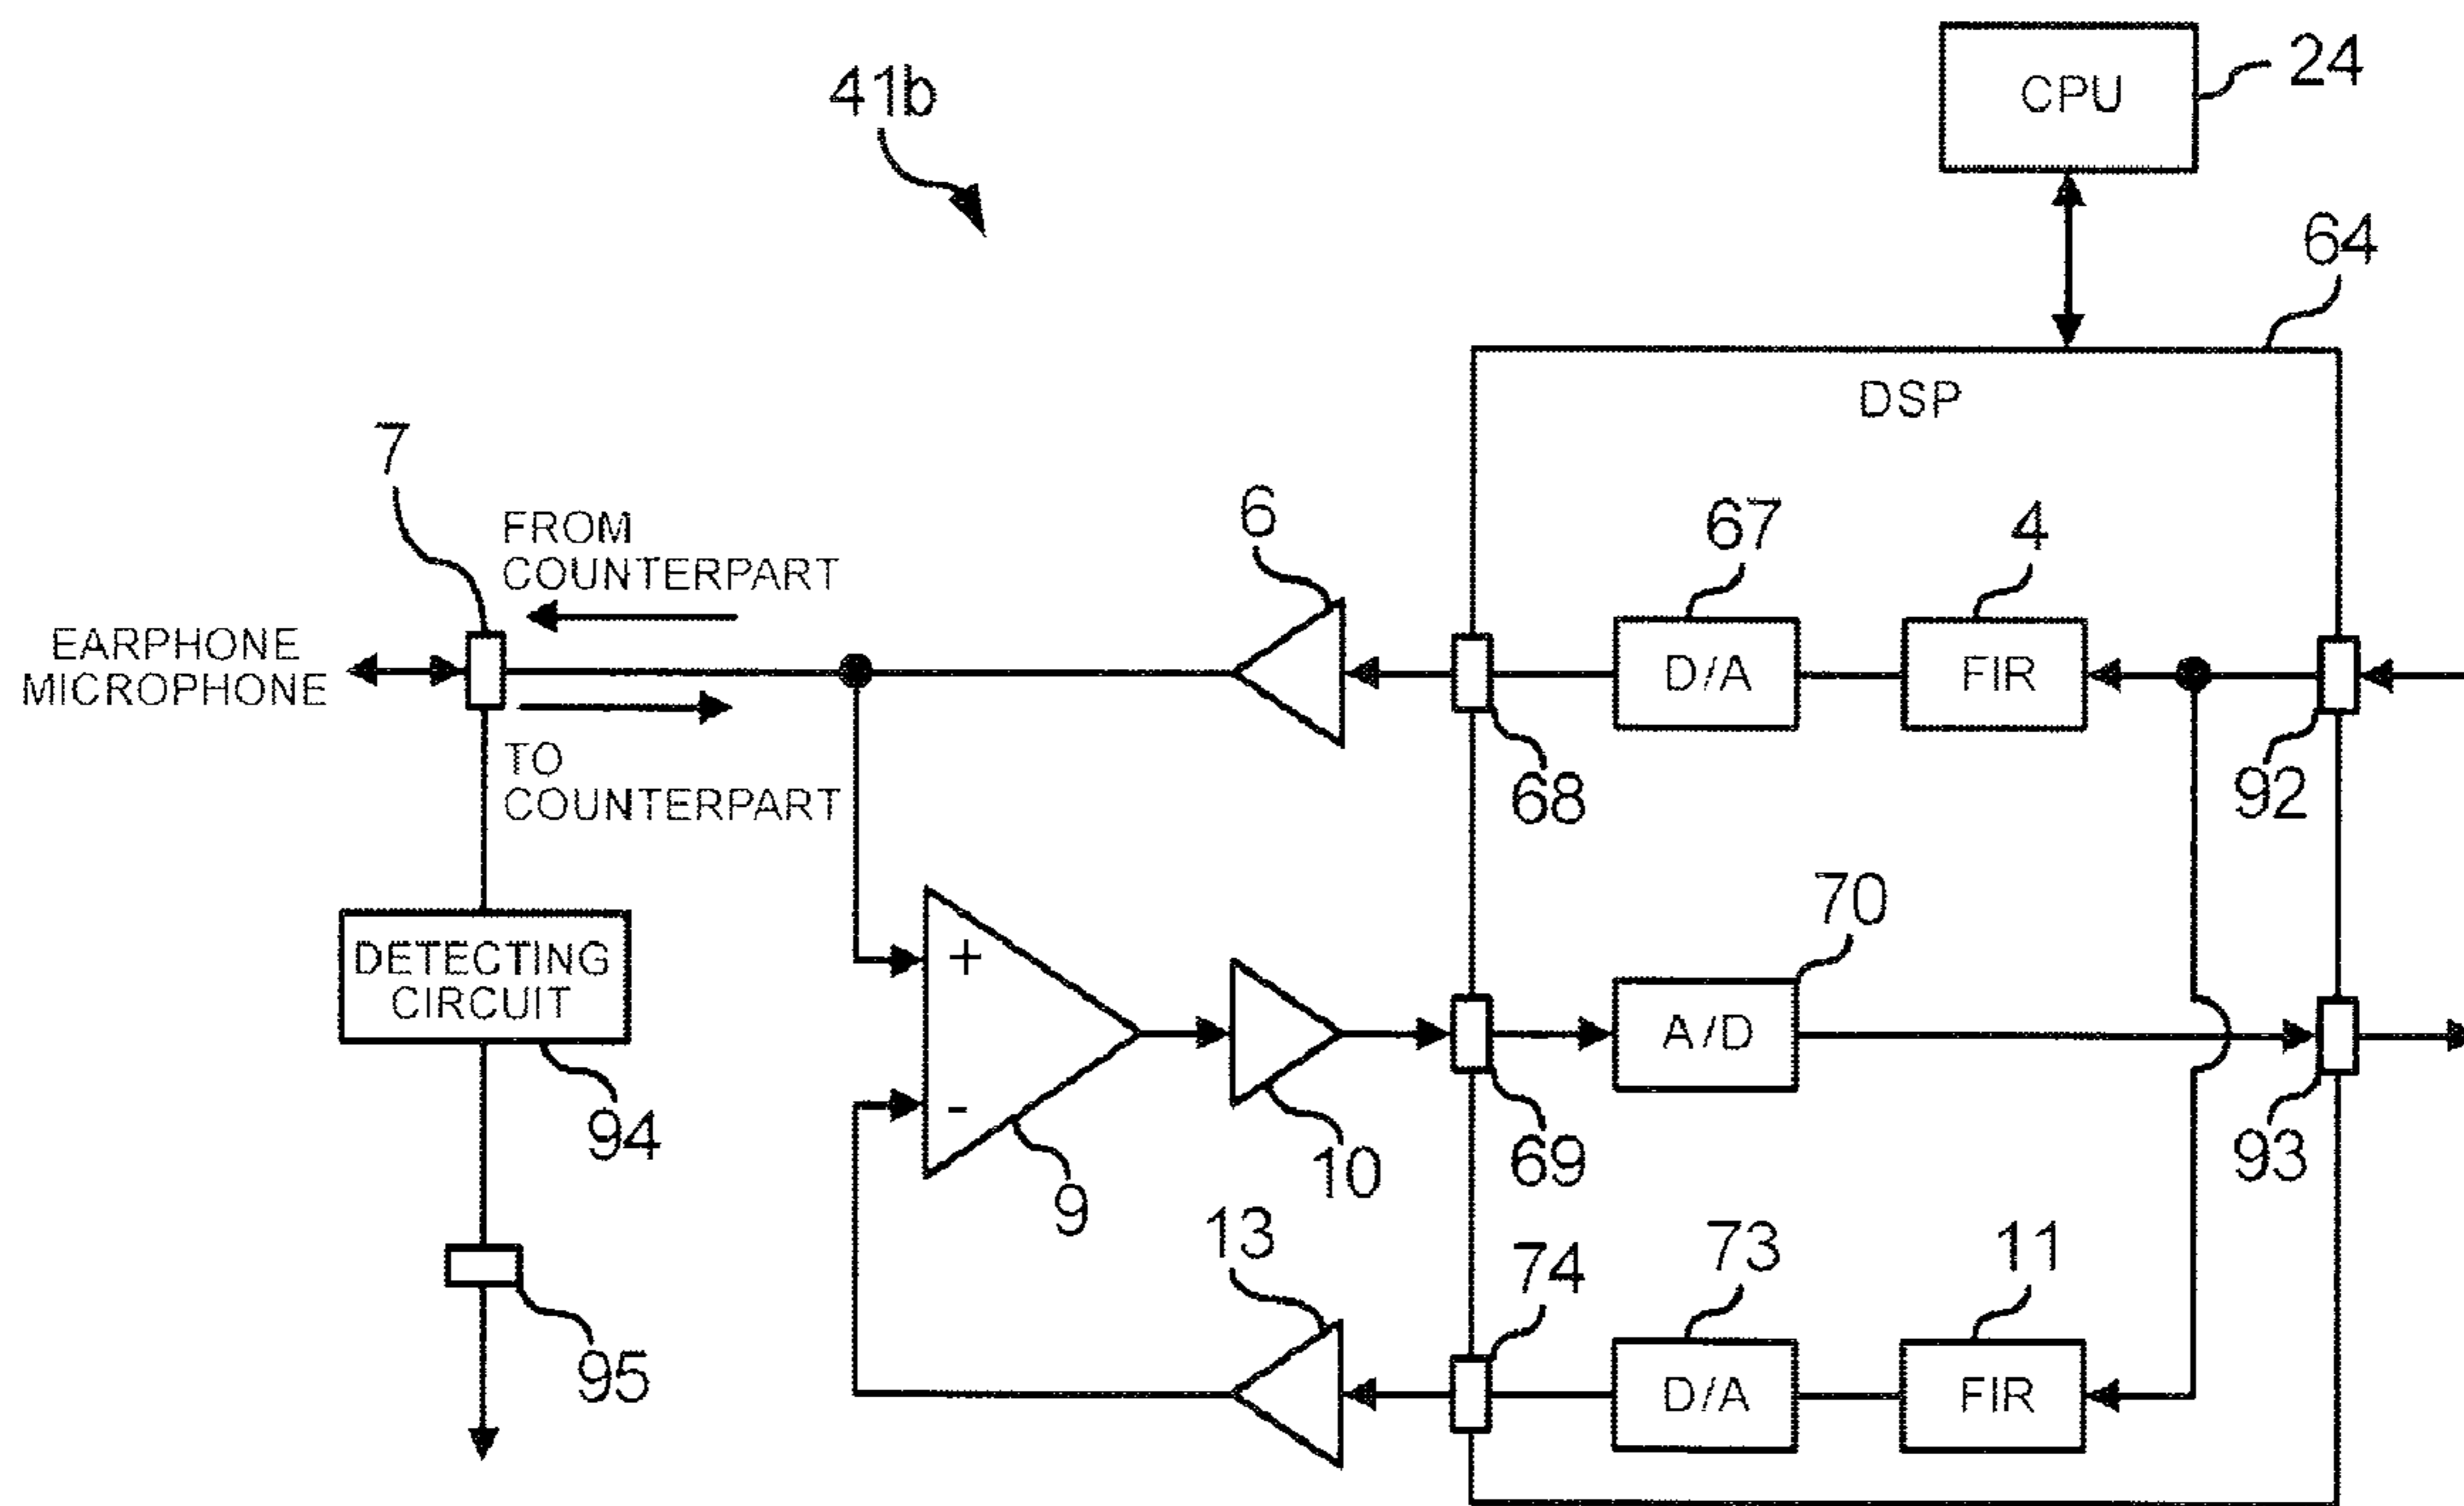 41b
CPU
24
64
DSP
7
FROM
COUNTERPART
6
67
4
EARPHONE
MICROPHONE
D/A
FIR
TO
COUNTERPART
68
92
70
DETECTING
CIRCUIT
+
-
A/D
94
9
10
69
93
13
74
73
11
95
D/A
FIR